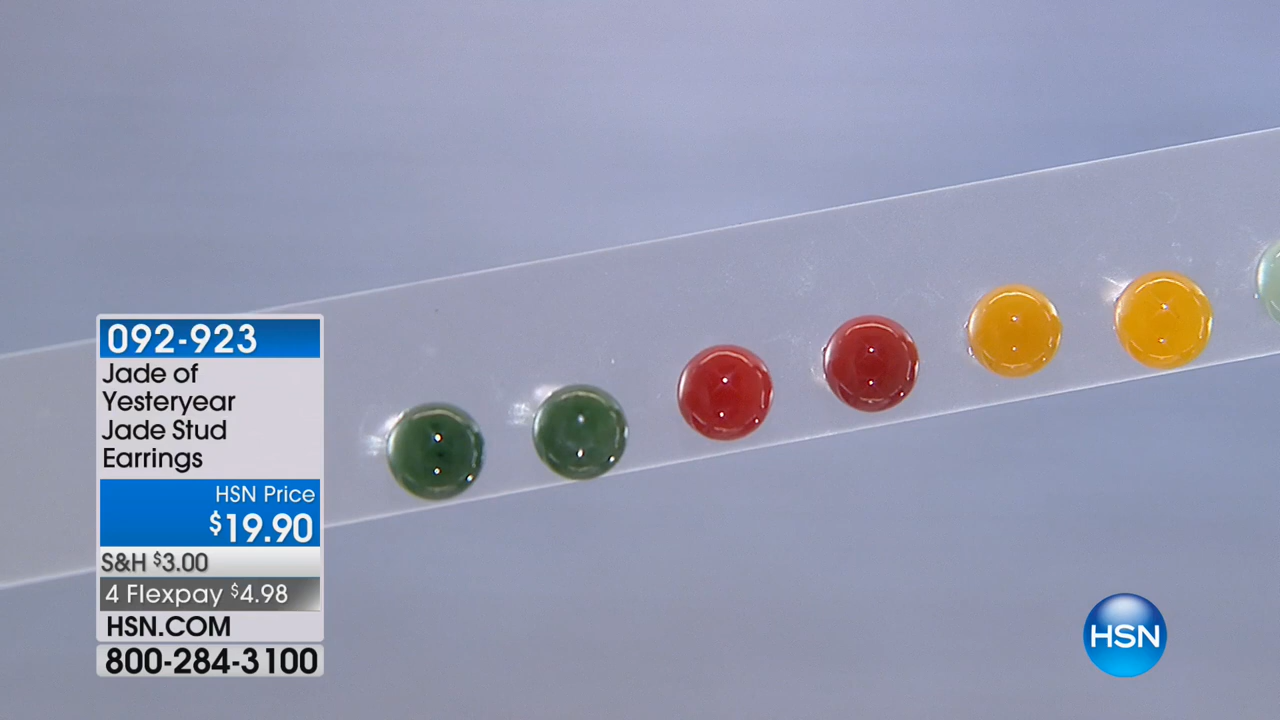 092-923
Jade of
Yesteryear
Jade Stud
Earrings
HSN Price
$19.90
S&H $3.00
4 Flexpay $4.98
HSN.COM
800-284-3100
HSN